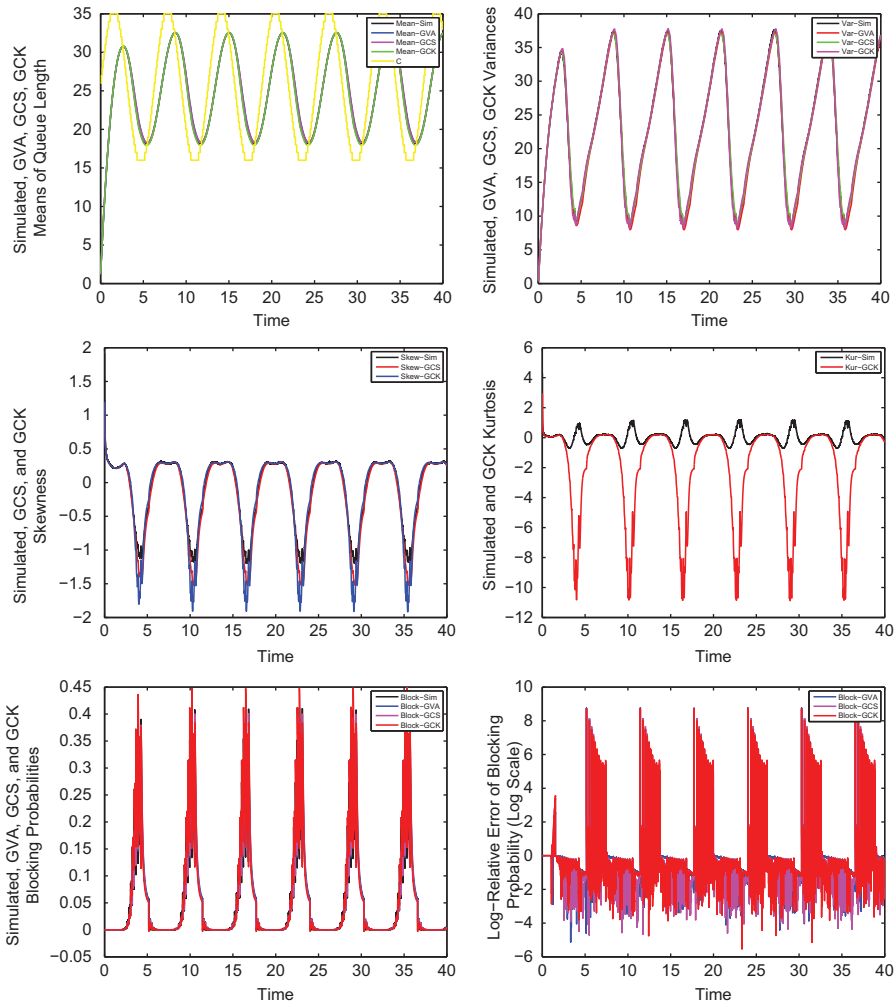 Simulated, GVA, GCS, GCK
Means of Queue Length
35
30
25
20
15
10
5
0
0 5 10 15 20 25 30 35 40
Time
Mean−Sim
Mean−GVA
Mean−GCS
Mean−GCK
C
Simulated, GVA, GCS, GCK Variances
40
35
30
25
20
15
10
5
0
0 5 10 15 20 25 30 35 40
Time
Var−Sim
Var−GVA
Var−GCS
Var−GCK
Simulated, GCS, and GCK
Skewness
2
1.5
1
0.5
0
−0.5
−1
−1.5
−2
0 5 10 15 20 25 30 35 40
Time
Skew−Sim
Skew−GCS
Skew−GCK
Simulated and GCK Kurtosis
6
4
2
0
−2
−4
−6
−8
−10
−12
0 5 10 15 20 25 30 35 40
Time
Kur−Sim
Kur−GCK
Simulated, GVA, GCS, and GCK
Blocking Probabilities
0.45
0.4
0.35
0.3
0.25
0.2
0.15
0.1
0.05
0
−0.05
0 5 10 15 20 25 30 35 40
Time
Block−Sim
Block−GVA
Block−GCS
Block−GCK
Log−Relative Error of Blocking
Probability (Log Scale)
10
8
6
4
2
0
−2
−4
−6
0 5 10 15 20 25 30 35 40
Time
Block−GVA
Block−GCS
Block−GCK